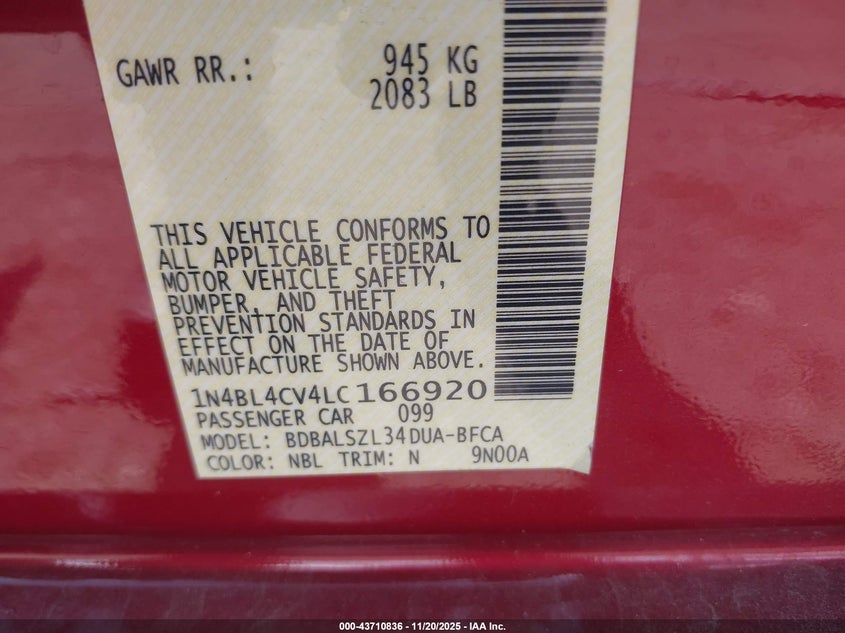 GAWR RR.: 945 KG
2083 LB
THIS VEHICLE CONFORMS TO
ALL APPLICABLE FEDERAL
MOTOR VEHICLE SAFETY,
BUMPER, AND THEFT
PREVENTION STANDARDS IN
EFFECT ON THE DATE OF
MANUFACTURE SHOWN ABOVE.
1N4BL4CV4LC166920
PASSENGER CAR 099
MODEL: BDBALSZL34DUA-BFCA
COLOR: NBL TRIM: N 9N00A
000-43710836 - 11/20/2025 - IAA Inc.